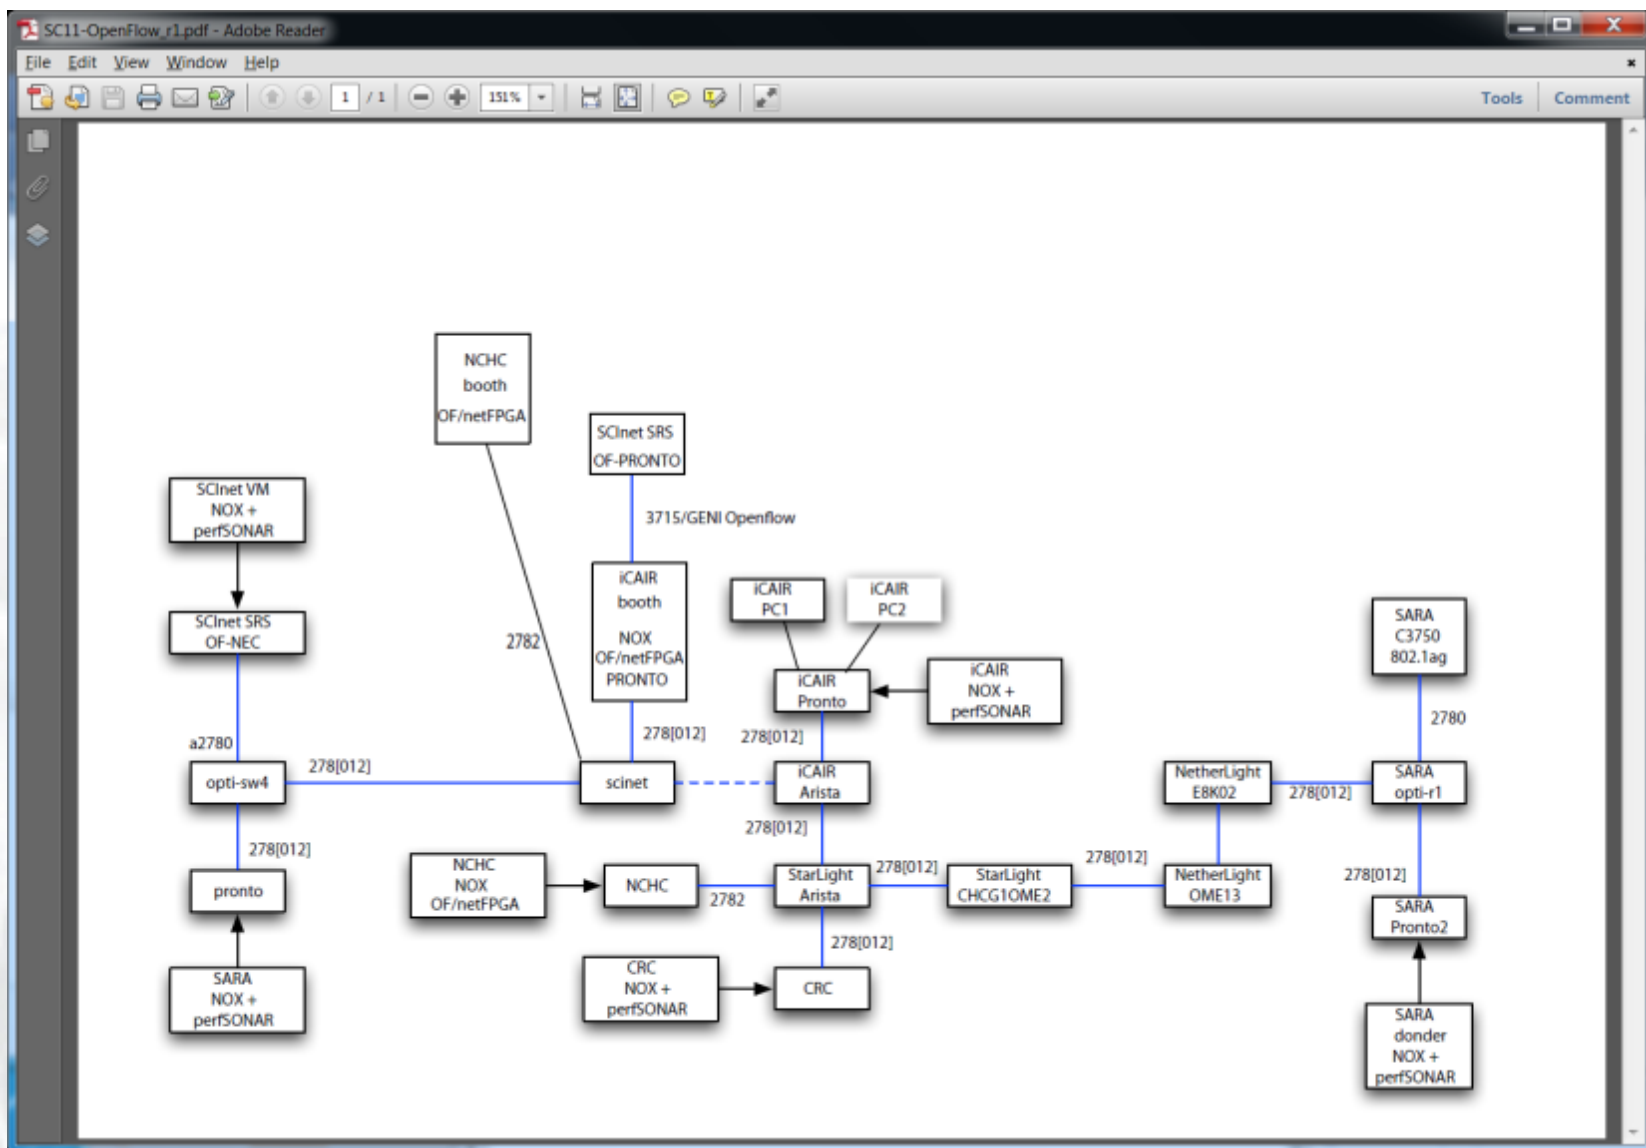 SC11-OpenFlow_r1.pdf - Adobe Reader
File Edit View Window Help
1 / 1 151% Tools Comment
NCHC
booth
OF/netFPGA
SCInet SRS
OF-PRONTO
SCInet VM
NOX +
perfSONAR
3715/GENI Openflow
iCAIR
booth
NOX
OF/netFPGA
PRONTO
iCAIR
PC1
iCAIR
PC2
SCInet SRS
OF-NEC
2782
SARA
C3750
802.1ag
iCAIR
Pronto
iCAIR
NOX +
perfSONAR
2780
a2780
278[012]
278[012]
278[012]
opti-sw4
scinet
iCAIR
Arista
NetherLight
E8K02
278[012]
SARA
opti-r1
278[012]
278[012]
NCHC
NOX
OF/netFPGA
NCHC
2782
StarLight
Arista
278[012]
StarLight
CHCG1OME2
278[012]
NetherLight
OME13
278[012]
pronto
SARA
Pronto2
278[012]
SARA
NOX +
perfSONAR
CRC
NOX +
perfSONAR
CRC
SARA
donder
NOX +
perfSONAR